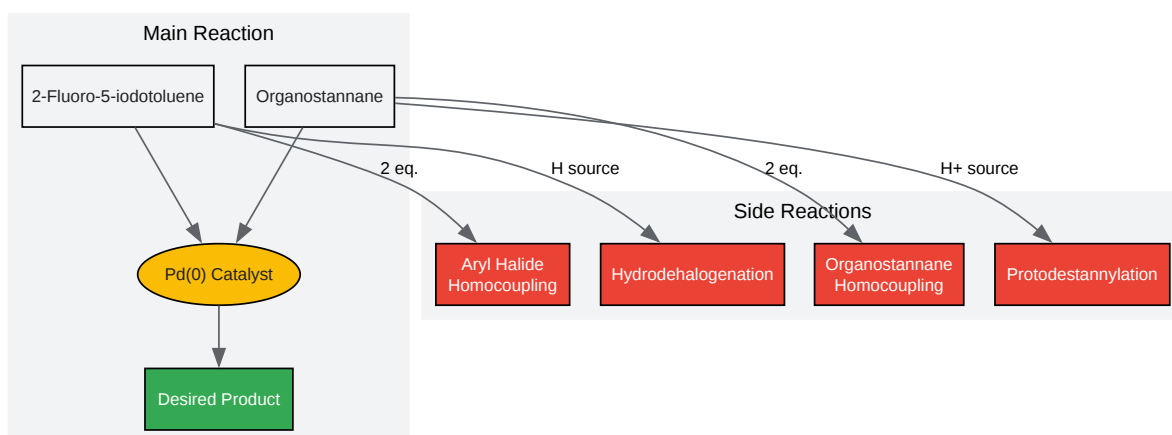 Main Reaction
2-Fluoro-5-iodotoluene
Organostannane
2 eq.
H source
2 eq.
H+ source
Side Reactions
Pd(0) Catalyst
Aryl Halide
Homocoupling
Hydrodehalogenation
Organostannane
Homocoupling
Protodestannylation
Desired Product